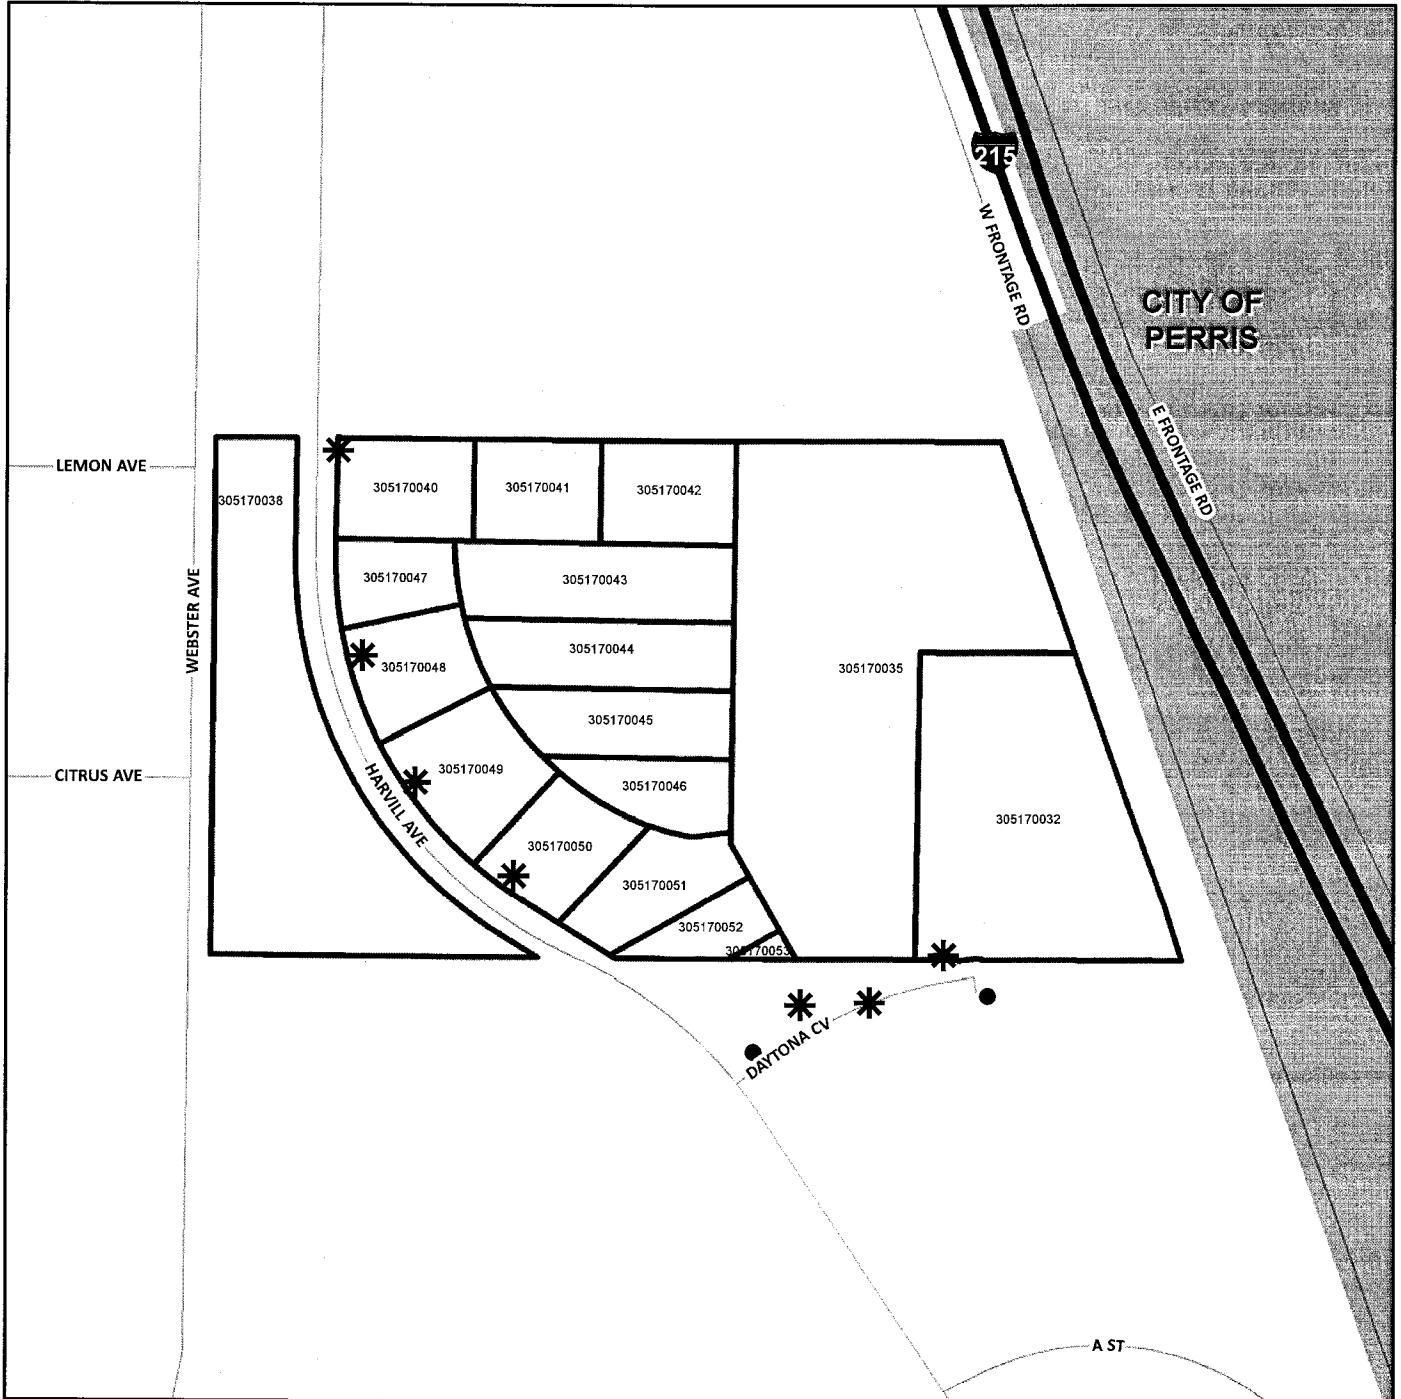 215
W FRONTAGE RD
CITY OF
PERRIS
E FRONTAGE RD
LEMON AVE
305170038
305170040
305170041
305170042
WEBSTER AVE
305170047
305170043
305170044
305170048
305170035
305170045
CITRUS AVE
305170049
305170046
HARVILL AVE
305170032
305170050
305170051
305170052
305170053
DAYTONA CV
A ST